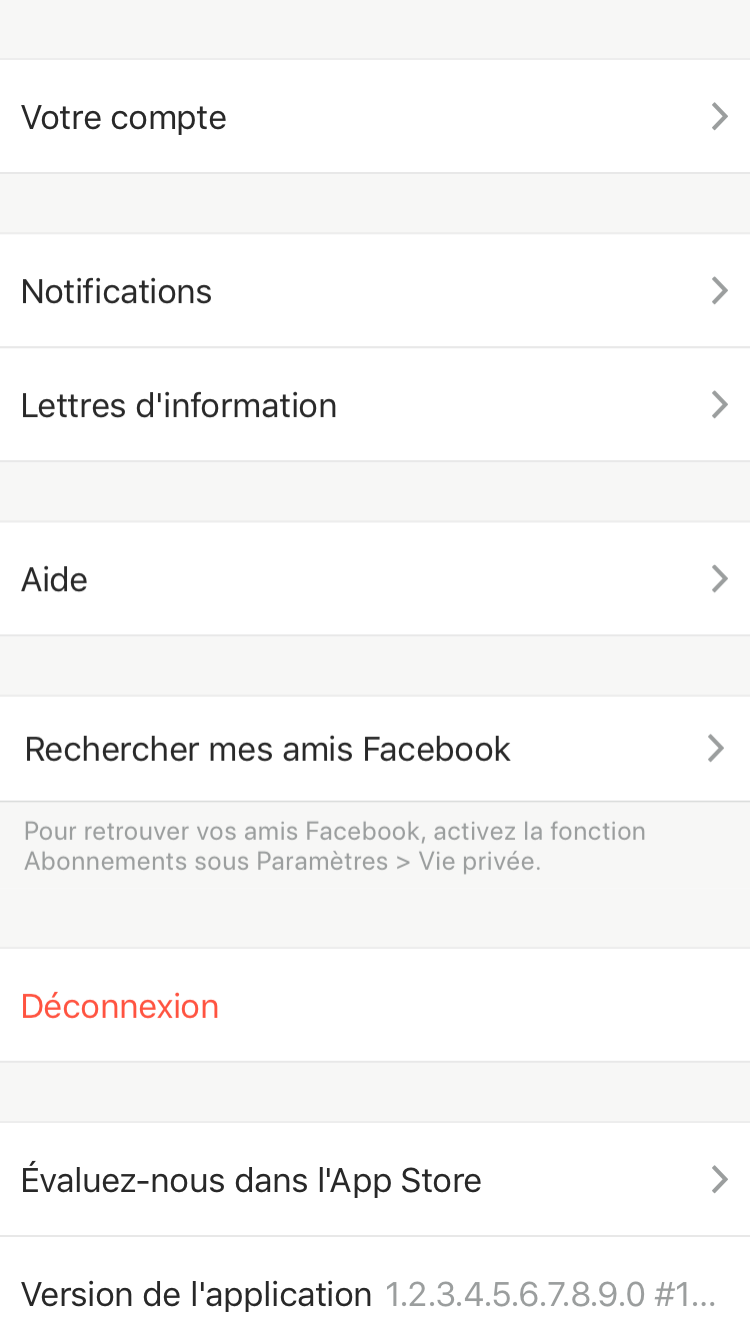 Votre compte
Notifications
Lettres d'information
Aide
Rechercher mes amis Facebook
Pour retrouver vos amis Facebook, activez la fonction
Abonnements sous Paramètres > Vie privée.
Déconnexion
Évaluez-nous dans l'App Store
Version de l'application 1.2.3.4.5.6.7.8.9.0 #1...